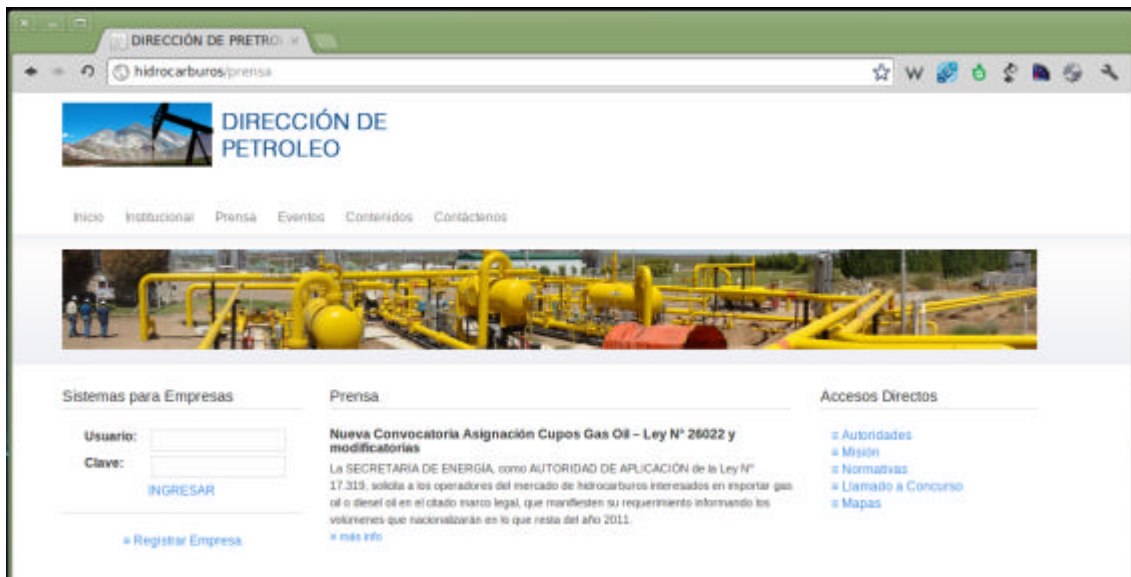 DIRECCIÓN DE PRETROL
hidrocarburos/prensa
W
DIRECCIÓN DE
PETROLEO
Inicio Institucional Prensa Eventos Contenidos Contáctenos
Sistemas para Empresas
Usuario:
Clave:
INGRESAR
Registrar Empresa
Prensa
Nueva Convocatoria Asignación Cupos Gas Oil – Ley N° 26022 y
modificatorias
La SECRETARÍA DE ENERGÍA, como AUTORIDAD DE APLICACIÓN de la Ley N°
17.319, solicita a los operadores del mercado de hidrocarburos interesados en importar gas
oil o diesel oil en el citado marco legal, que manifiesten su requerimiento informando los
volúmenes que nacionalizarán en lo que resta del año 2011.
más info
Accesos Directos
Autoridades
Misión
Normativas
Llamado a Concurso
Mapas